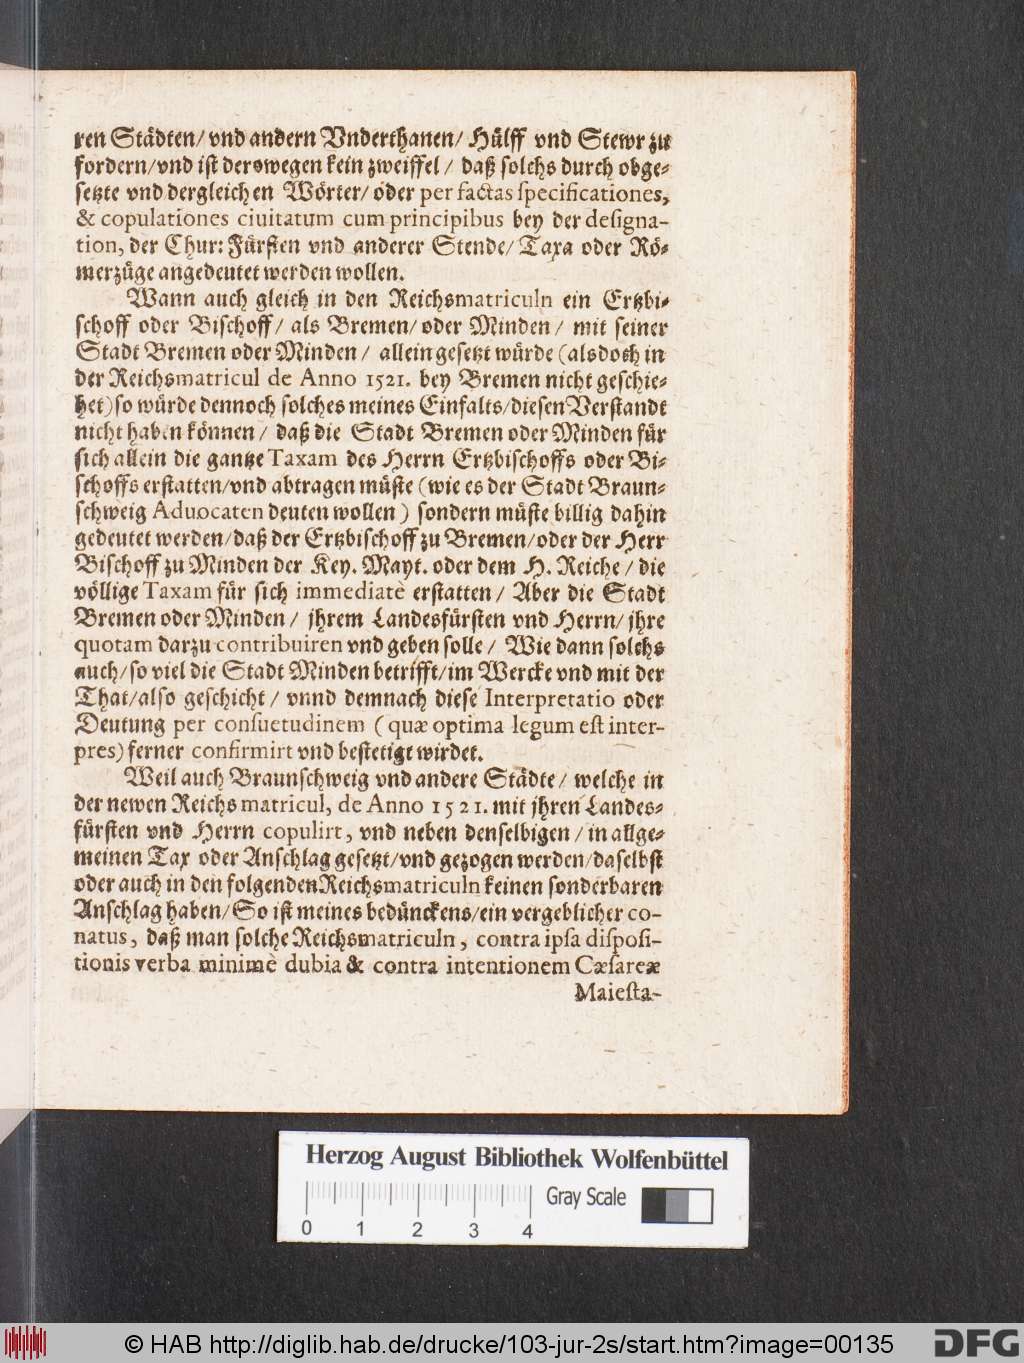 ren Städten/ vnd andern Vnderthanen/ Hülff vnd Stewr zu
fordern/vnd ist derowegen kein zweiffel/ daß solchs durch obge-
setzte vnd dergleichen Wörter/ oder per factas specificationes,
& copulationes ciuitatum cum principibus bey der designa-
tion, der Chur: Fürsten vnd anderer Stende/ Taxa oder Rö-
merzüge angedeutet werden wollen.
Wann auch gleich in den Reichsmatriculn ein Ertzbi-
schoff oder Bischoff/ als Bremen/ oder Minden/ mit seiner
Stadt Bremen oder Minden/ allein gesetzt würde (als doch in
der Reichsmatricul de Anno 1521. bey Bremen nicht geschie-
het) so würde dennoch solches meines Einfalts/diesen Verstandt
nicht haben können/ daß die Stadt Bremen oder Minden für
sich allein die gantze Taxam des Herrn Ertzbischoffs oder Bi-
schoffs erstatten/vnd abtragen müste (wie es der Stadt Braun-
schweig Aduocaten deuten wollen) sondern müste billig dahin
gedeutet werden/daß der Ertzbischoff zu Bremen/oder der Herr
Bischoff zu Minden der Key. Mayt. oder dem H. Reiche/ die
völlige Taxam für sich immediatè erstatten/ Aber die Stadt
Bremen oder Minden/ jhrem Landesfürsten vnd Herrn/ jhre
quotam darzu contribuiren vnd geben solle/ Wie dann solchs
auch/so viel die Stadt Minden betrifft/im Wercke vnd mit der
That/also geschicht/ vnnd demnach diese Interpretatio oder
Deutung per consuetudinem (quæ optima legum est inter-
pres) ferner confirmirt vnd bestetigt wirdet.
Weil auch Braunschweig vnd andere Städte/ welche in
der newen Reichsmatricul, de Anno 1521. mit jhren Landes-
fürsten vnd Herrn copulirt, vnd neben denselbigen/ in allge-
meinen Tax oder Anschlag gesetzt/vnd gezogen werden/daselbst
oder auch in den folgenden Reichsmatriculn keinen sonderbaren
Anschlag haben/ So ist meines bedünckens/ein vergeblicher co-
natus, daß man solche Reichsmatriculn, contra ipsa disposi-
tionis verba minimè dubia & contra intentionem Cæsareæ
Maiesta-
Herzog August Bibliothek Wolfenbüttel
Gray Scale
0 1 2 3 4
© HAB http://diglib.hab.de/drucke/103-jur-2s/start.htm?image=00135
DFG